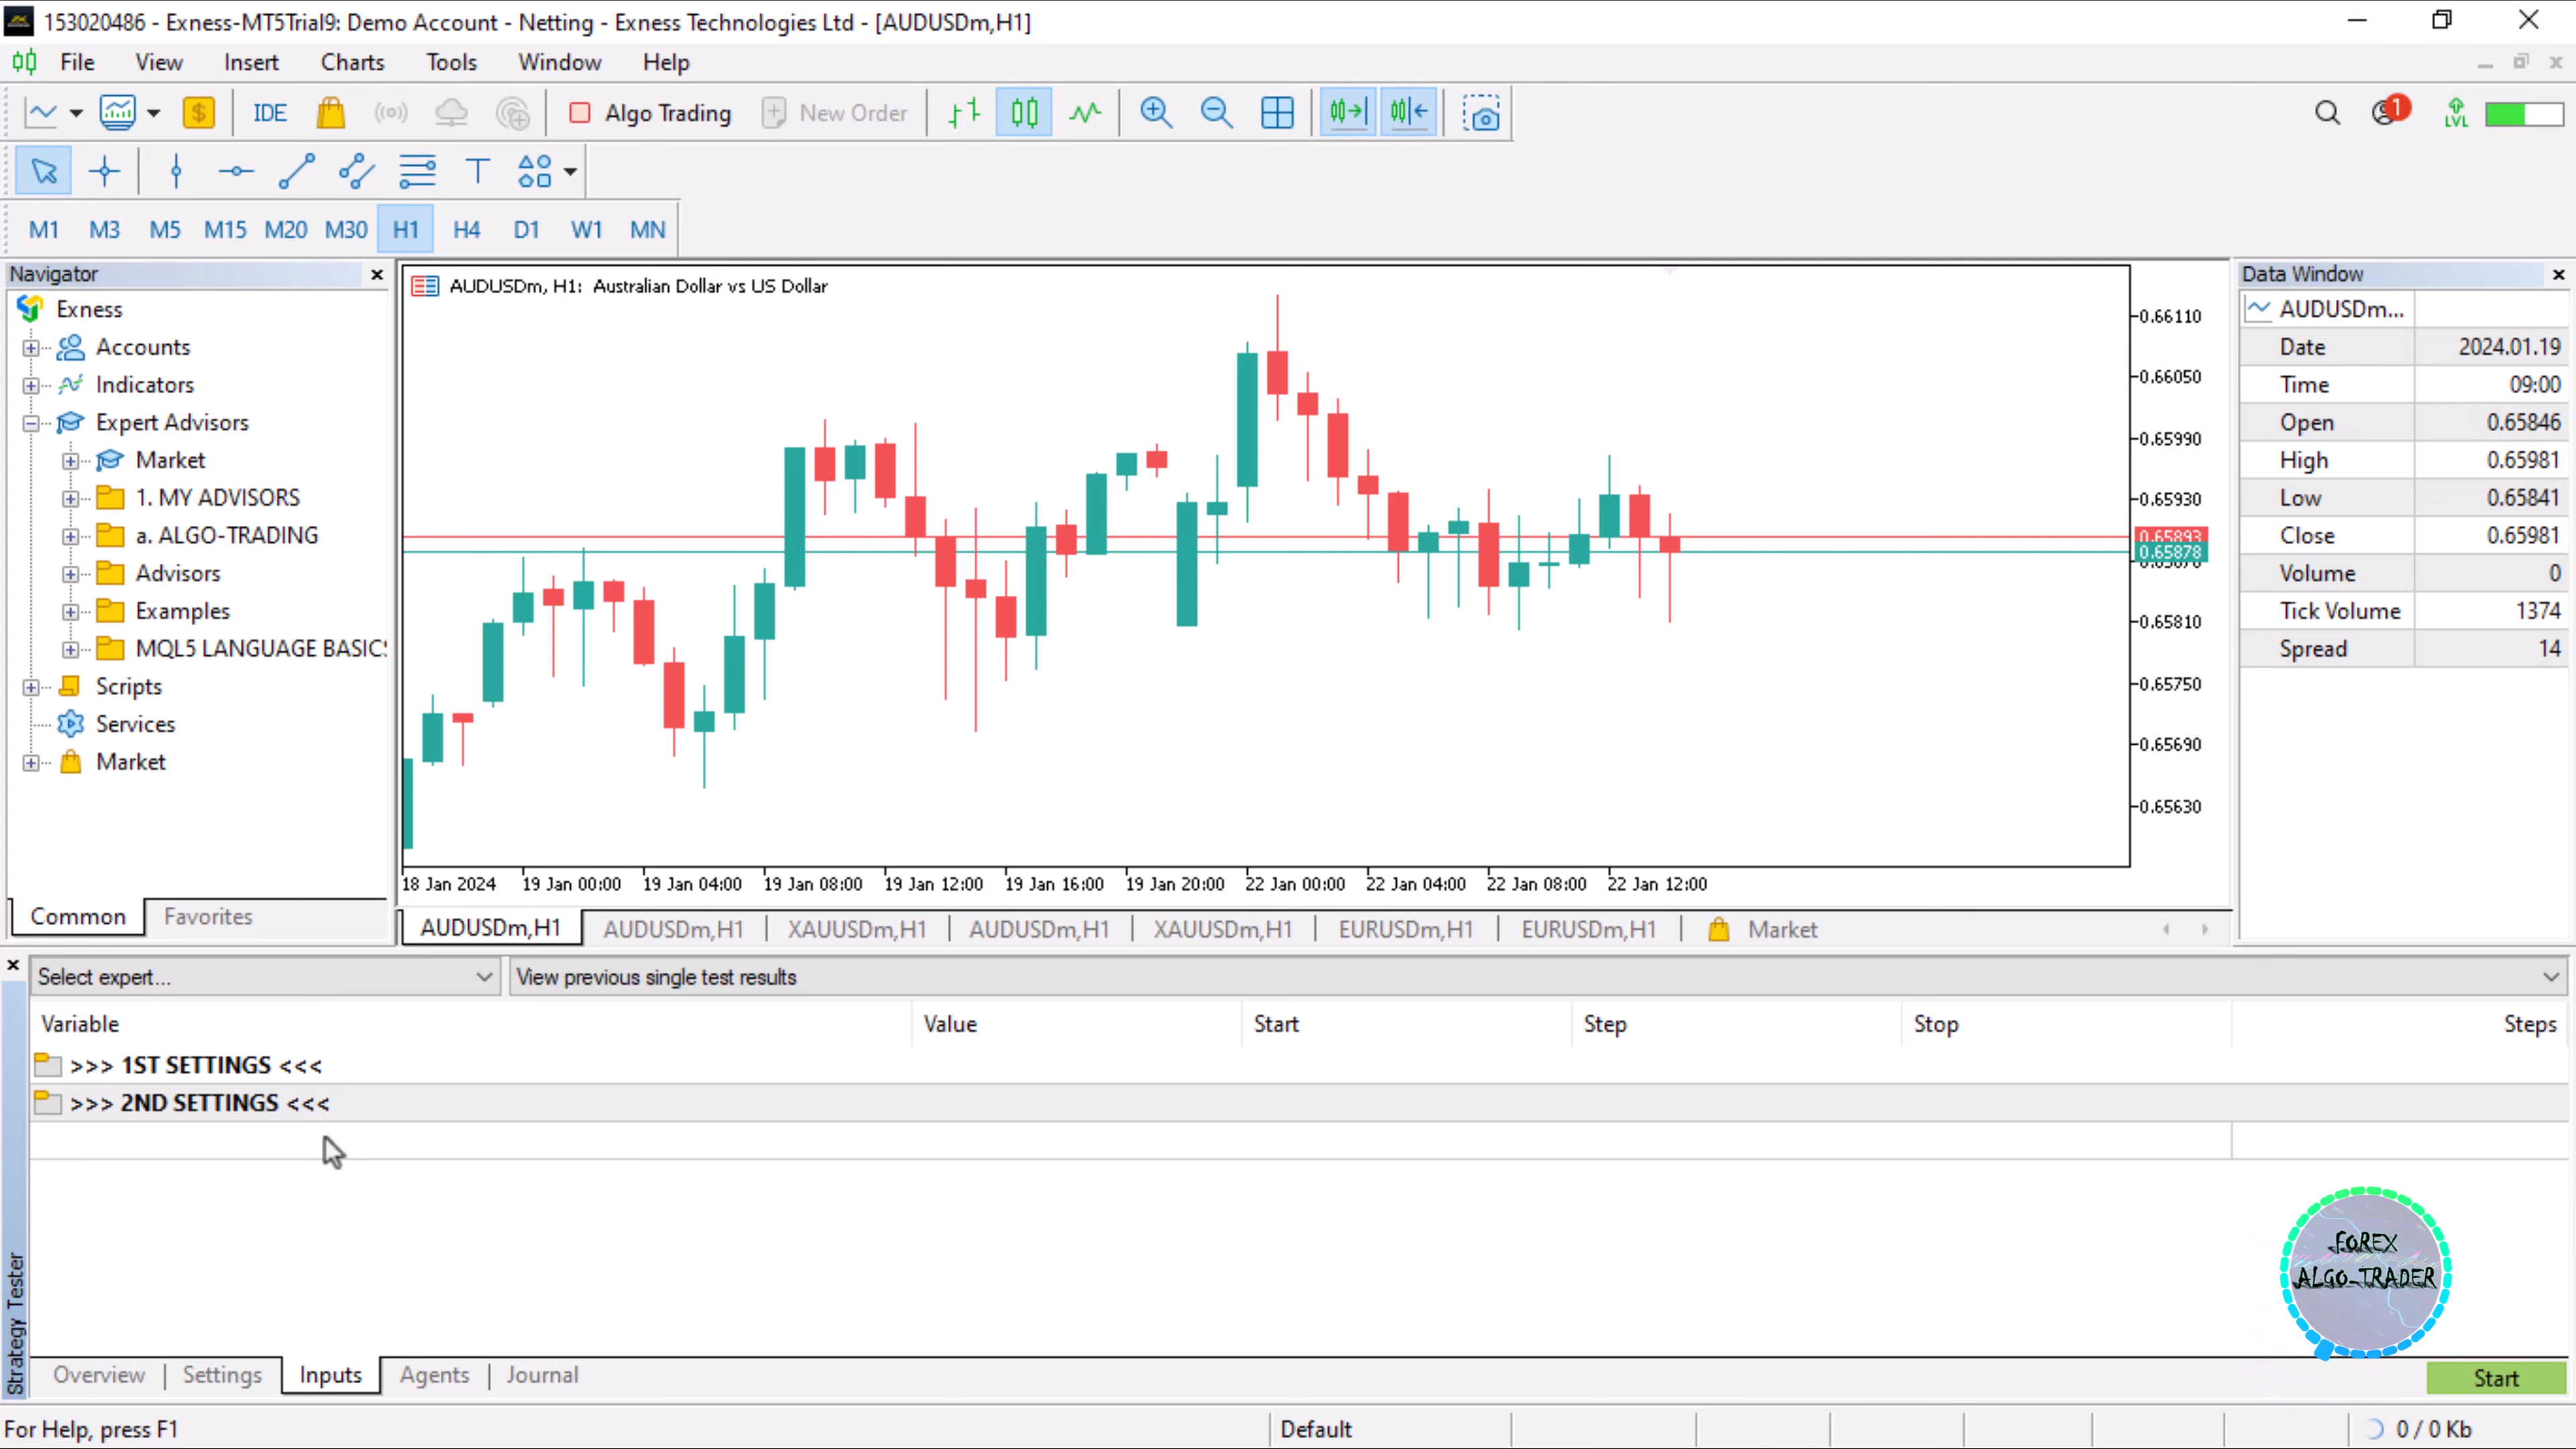 153020486 - Exness-MT5Trial9: Demo Account - Netting - Exness Technologies Ltd - [AUDUSDm,H1]
File View Insert Charts Tools Window Help
IDE Algo Trading New Order 1 LVL
T
M1 M3 M5 M15 M20 M30 H1 H4 D1 W1 MN
Navigator
Exness
Accounts
Indicators
Expert Advisors
Market
1. MY ADVISORS
a. ALGO-TRADING
Advisors
Examples
MQL5 LANGUAGE BASICS
Scripts
Services
Market
Common Favorites
AUDUSDm, H1: Australian Dollar vs US Dollar
0.66110
0.66050
0.65990
0.65930
0.65893
0.65878
0.65810
0.65750
0.65690
0.65630
18 Jan 2024 19 Jan 00:00 19 Jan 04:00 19 Jan 08:00 19 Jan 12:00 19 Jan 16:00 19 Jan 20:00 22 Jan 00:00 22 Jan 04:00 22 Jan 08:00 22 Jan 12:00
AUDUSDm,H1 AUDUSDm,H1 XAUUSDm,H1 AUDUSDm,H1 XAUUSDm,H1 EURUSDm,H1 EURUSDm,H1 Market
Data Window
AUDUSDm...
Date 2024.01.19
Time 09:00
Open 0.65846
High 0.65981
Low 0.65841
Close 0.65981
Volume 0
Tick Volume 1374
Spread 14
Select expert... View previous single test results
Variable Value Start Step Stop Steps
>>> 1ST SETTINGS <<<
>>> 2ND SETTINGS <<<
FOREX
ALGO-TRADER
Strategy Tester
Overview Settings Inputs Agents Journal Start
For Help, press F1 Default 0 / 0 Kb